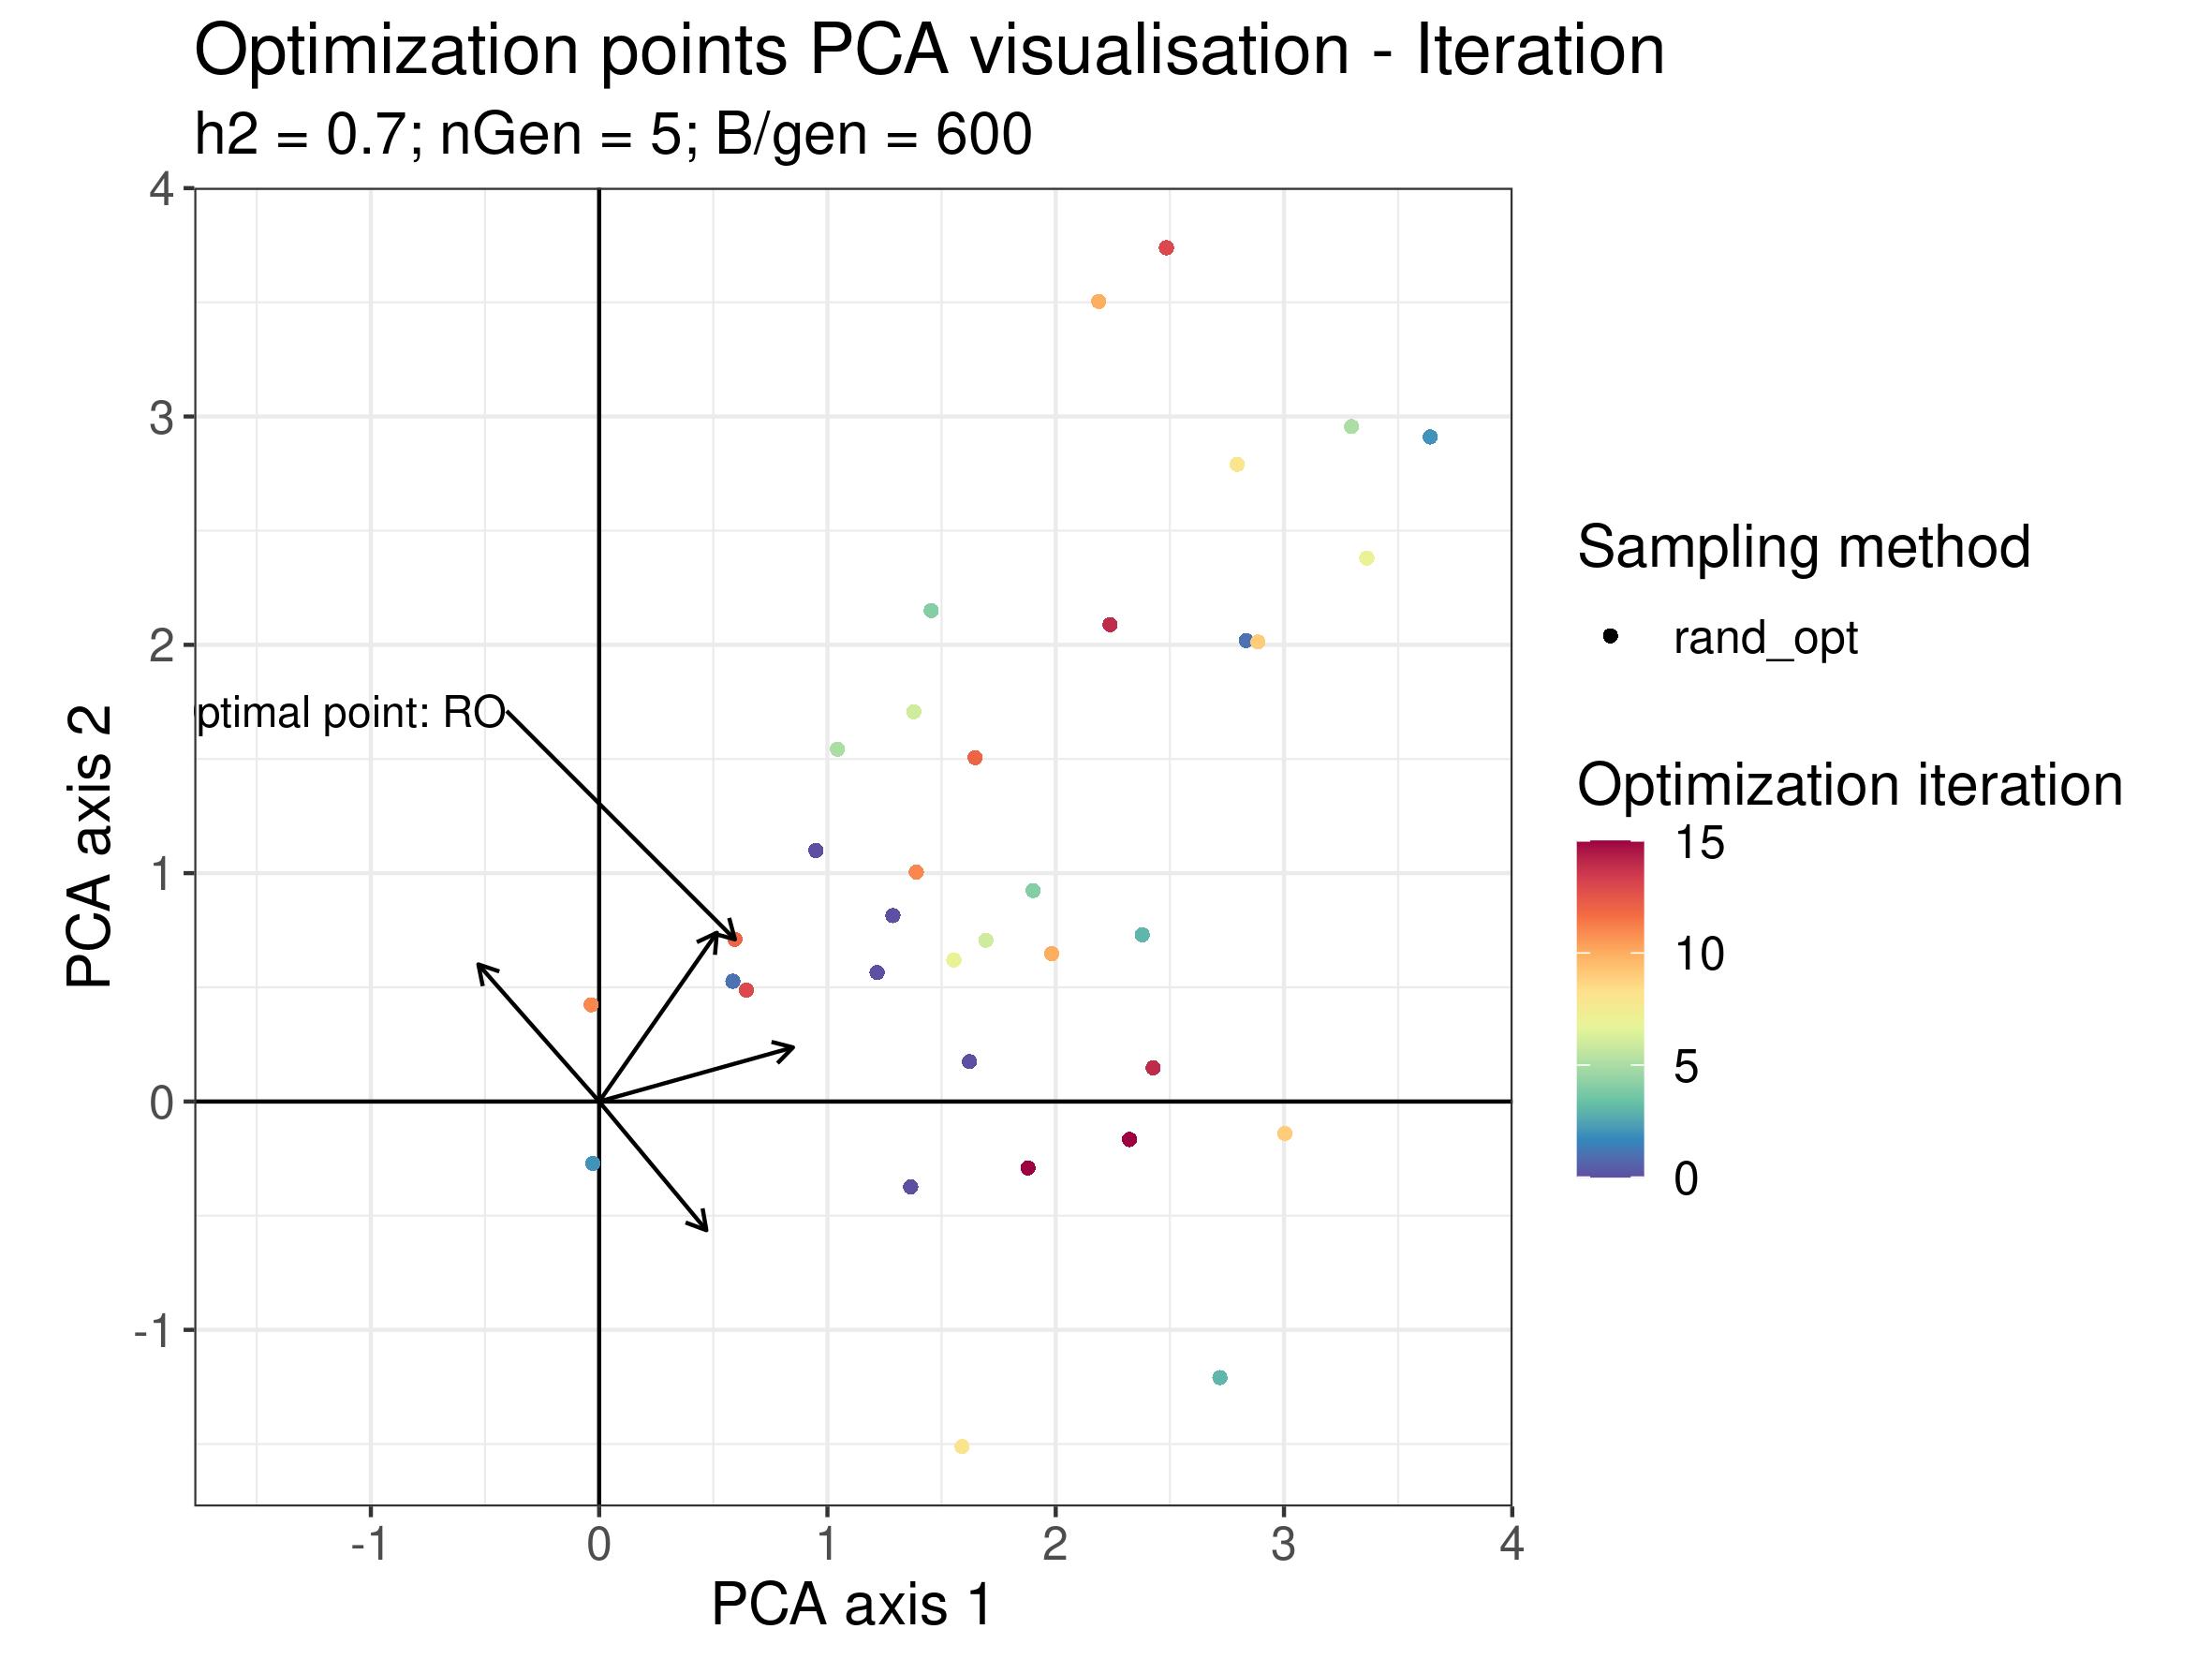 Optimization points PCA visualisation - Iteration
h2 = 0.7; nGen = 5; B/gen = 600
4
3
2
1
0
-1
PCA axis 2
ptimal point: RO
-1
0
1
2
3
4
PCA axis 1
Sampling method
rand_opt
Optimization iteration
15
10
5
0